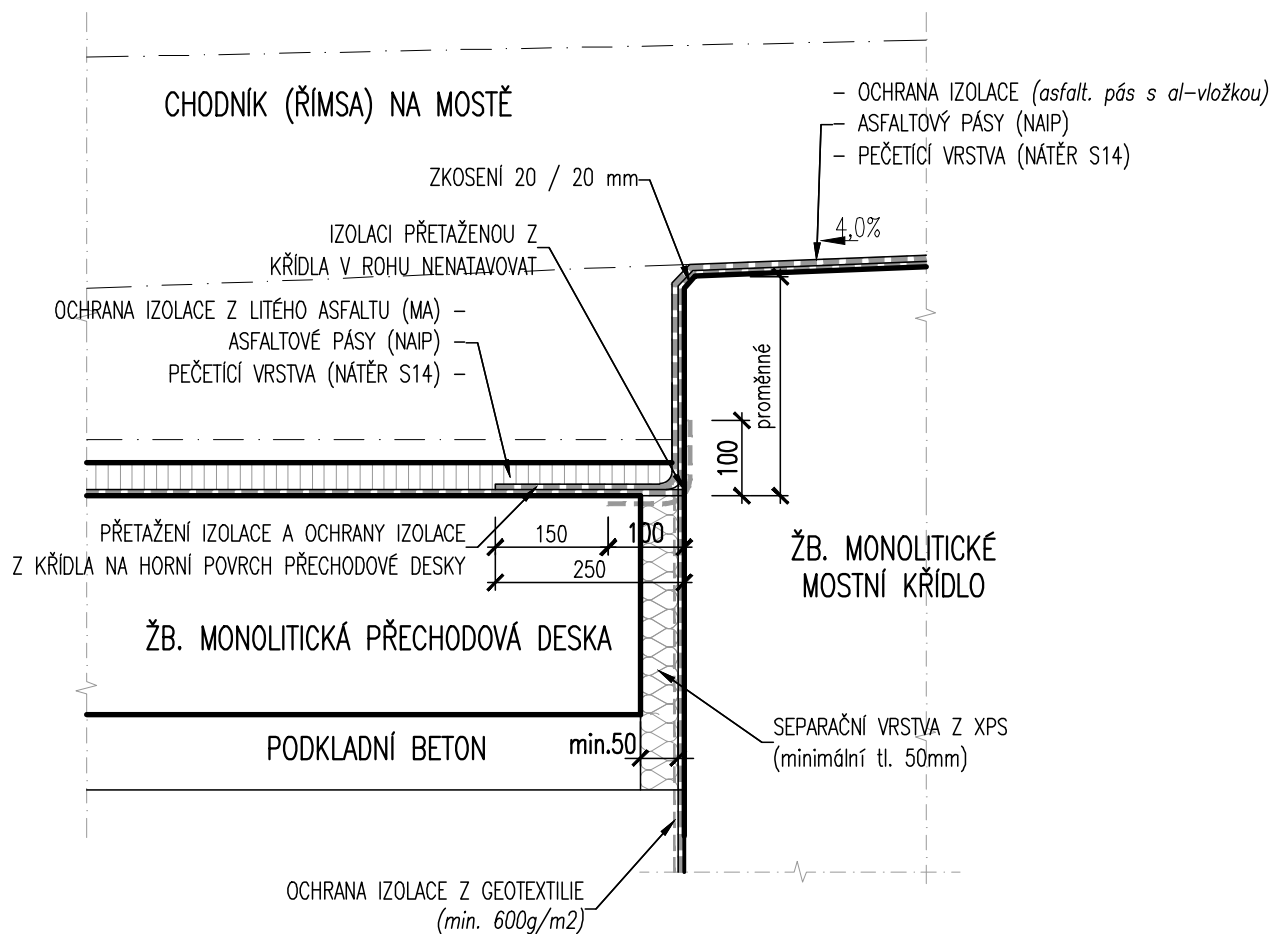 CHODNÍK (ŘÍMSA) NA MOSTĚ
– OCHRANA IZOLACE (asfalt. pás s al-vložkou)
– ASFALTOVÝ PÁSY (NAIP)
– PEČETÍCÍ VRSTVA (NÁTĚR S14)
ZKOSENÍ 20 / 20 mm
4,0%
IZOLACI PŘETAŽENOU Z
KŘÍDLA V ROHU NENATAVOVAT
OCHRANA IZOLACE Z LITÉHO ASFALTU (MA) –
ASFALTOVÉ PÁSY (NAIP) –
PEČETÍCÍ VRSTVA (NÁTĚR S14) –
proměnné
100
PŘETAŽENÍ IZOLACE A OCHRANY IZOLACE
Z KŘÍDLA NA HORNÍ POVRCH PŘECHODOVÉ DESKY
150
100
250
ŽB. MONOLITICKÉ
MOSTNÍ KŘÍDLO
ŽB. MONOLITICKÁ PŘECHODOVÁ DESKA
PODKLADNÍ BETON
min.50
SEPARAČNÍ VRSTVA Z XPS
(minimální tl. 50mm)
OCHRANA IZOLACE Z GEOTEXTILIE
(min. 600g/m2)